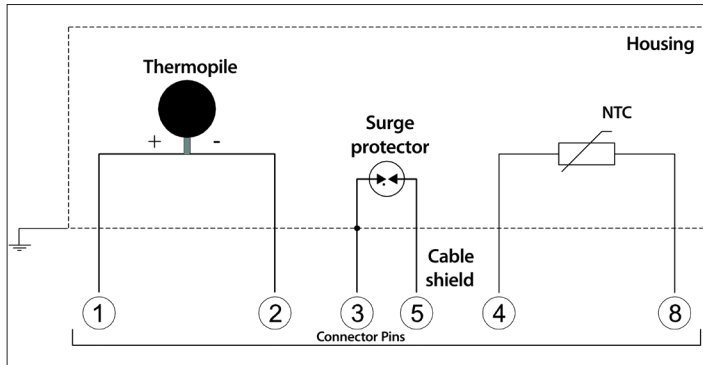 Housing
Thermopile
+ -
NTC
Surge
protector
Cable
shield
1 2 3 5 4 8
Connector Pins